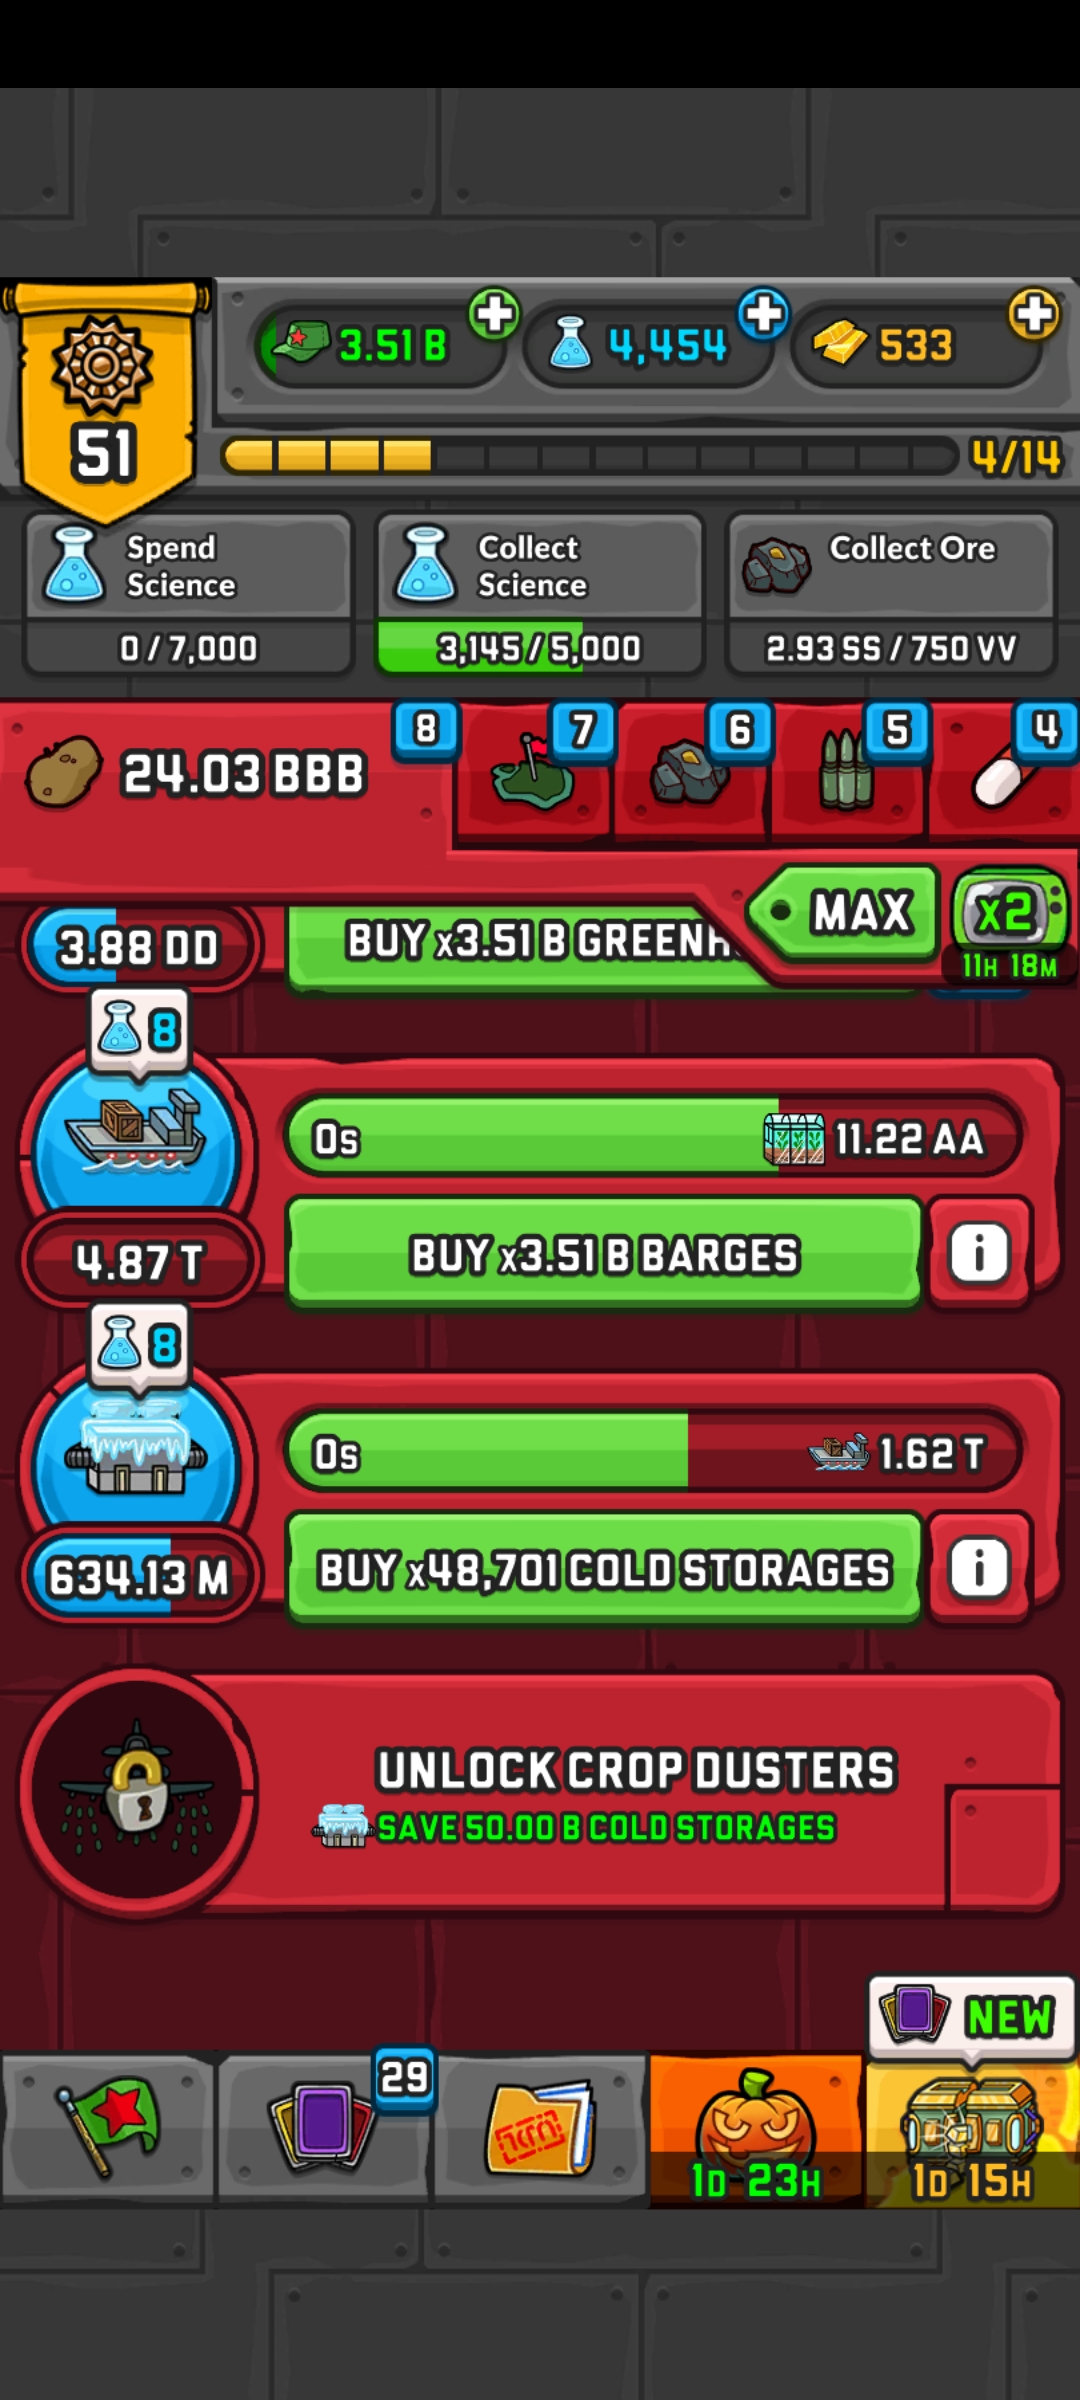 3.51 B
4,454
533
51
4/14
Spend
Science
0 / 7,000
Collect
Science
3,145 / 5,000
Collect Ore
2.93 SS / 750 VV
24.03 BBB
8
7
6
5
4
MAX
x2
11H 18M
3.88 DD
BUY x3.51 B GREENH
8
0s
11.22 AA
4.87 T
BUY x3.51 B BARGES
i
8
0s
1.62 T
634.13 M
BUY x48,701 COLD STORAGES
i
UNLOCK CROP DUSTERS
SAVE 50.00 B COLD STORAGES
NEW
29
1D 23H
1D 15H